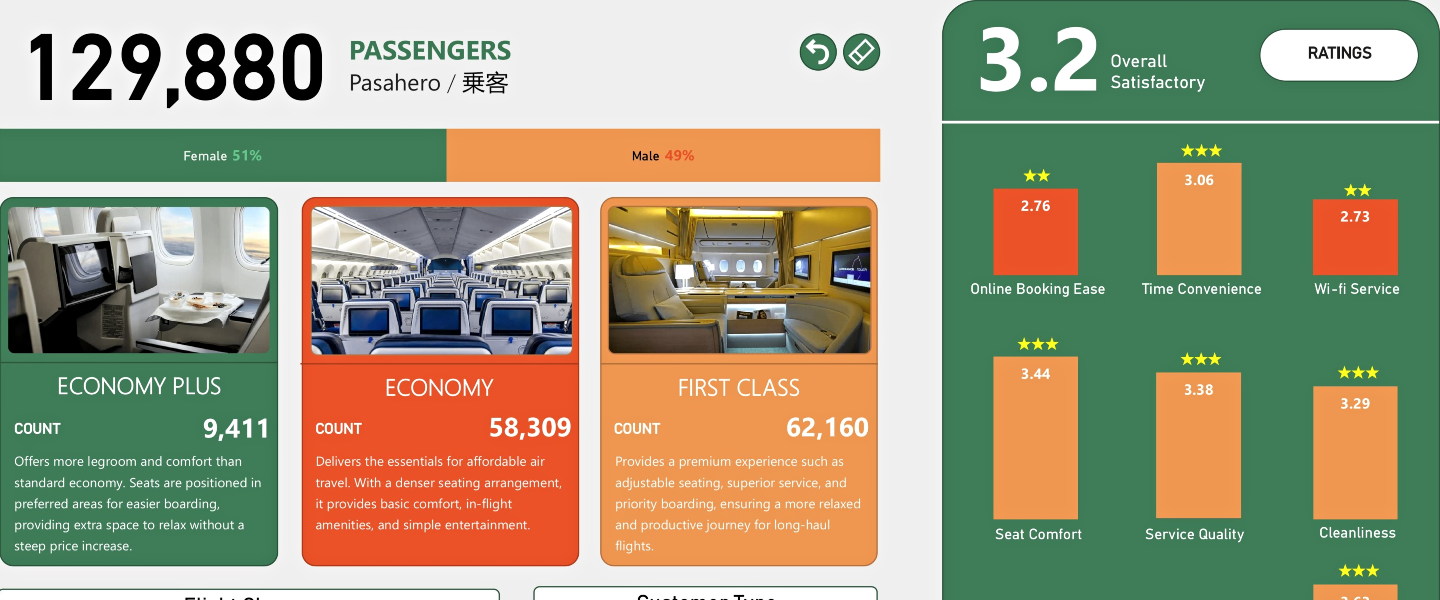 129,880
PASSENGERS
Pasahero / 乘客
Female 51%
Male 49%
ECONOMY PLUS
COUNT 9,411
Offers more legroom and comfort than
standard economy. Seats are positioned in
preferred areas for easier boarding,
providing extra space to relax without a
steep price increase.
ECONOMY
COUNT 58,309
Delivers the essentials for affordable air
travel. With a denser seating arrangement,
it provides basic comfort, in-flight
amenities, and simple entertainment.
FIRST CLASS
COUNT 62,160
Provides a premium experience such as
adjustable seating, superior service, and
priority boarding, ensuring a more relaxed
and productive journey for long-haul
flights.
Customer Type
3.2
Overall
Satisfactory
RATINGS
2.76
Online Booking Ease
3.06
Time Convenience
2.73
Wi-fi Service
3.44
Seat Comfort
3.38
Service Quality
3.29
Cleanliness